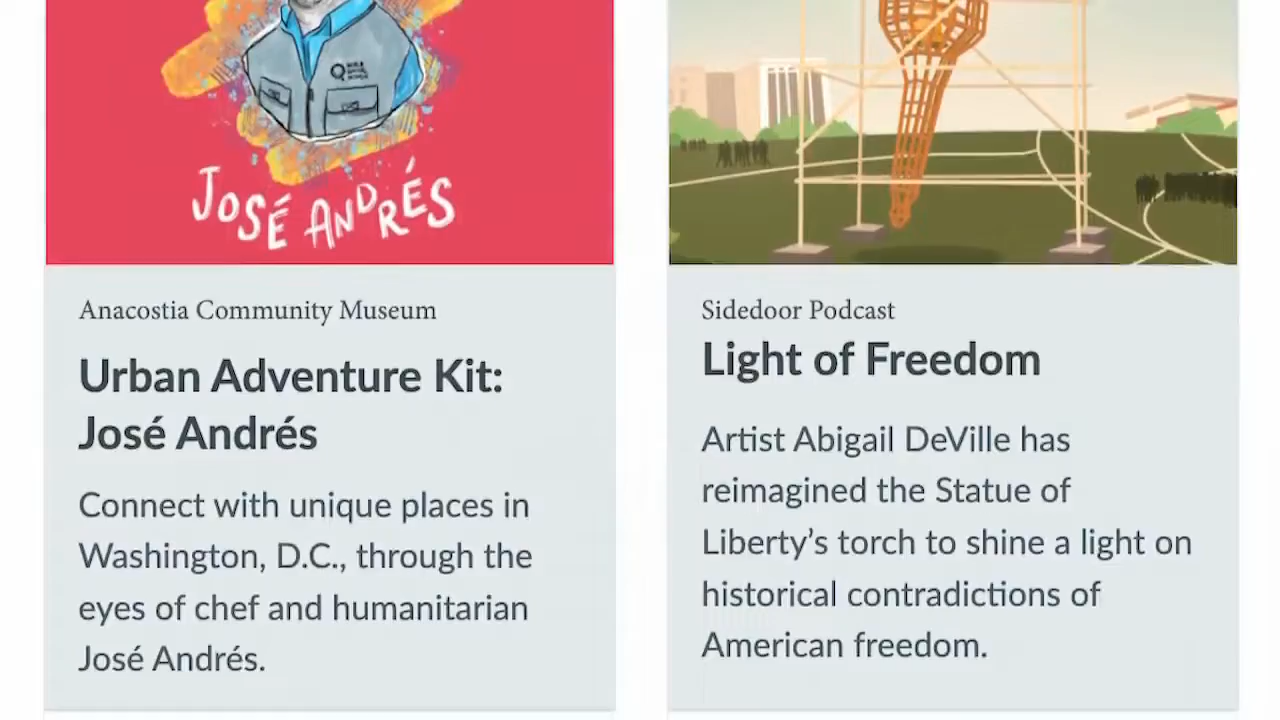 JOSÉ ANDRÉS
Anacostia Community Museum
Urban Adventure Kit:
José Andrés
Connect with unique places in
Washington, D.C., through the
eyes of chef and humanitarian
José Andrés.
Sidedoor Podcast
Light of Freedom
Artist Abigail DeVille has
reimagined the Statue of
Liberty’s torch to shine a light on
historical contradictions of
American freedom.